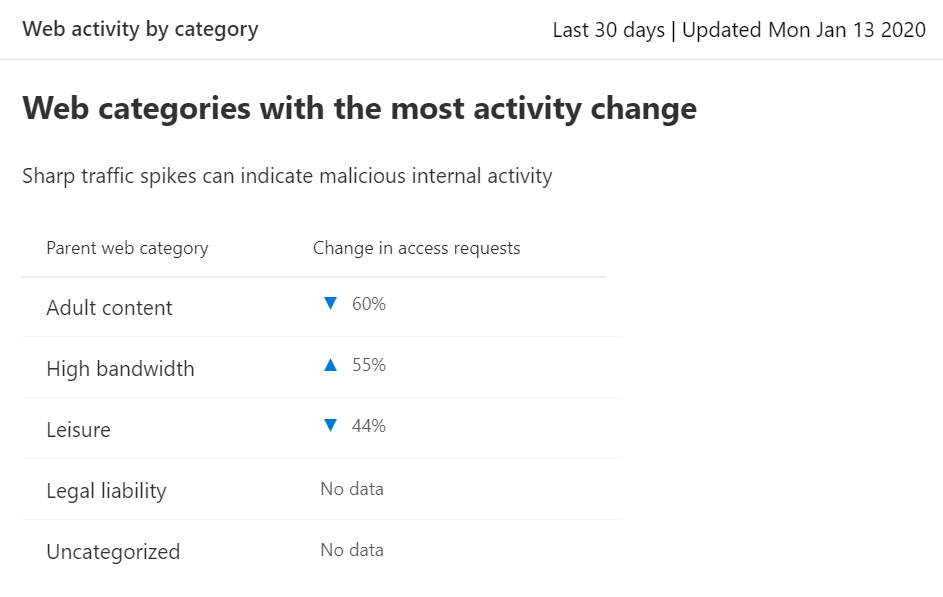 Web activity by category Last 30 days | Updated Mon Jan 13 2020
Web categories with the most activity change
Sharp traffic spikes can indicate malicious internal activity
Parent web category Change in access requests
Adult content ▼ 60%
High bandwidth ▲ 55%
Leisure ▼ 44%
Legal liability No data
Uncategorized No data